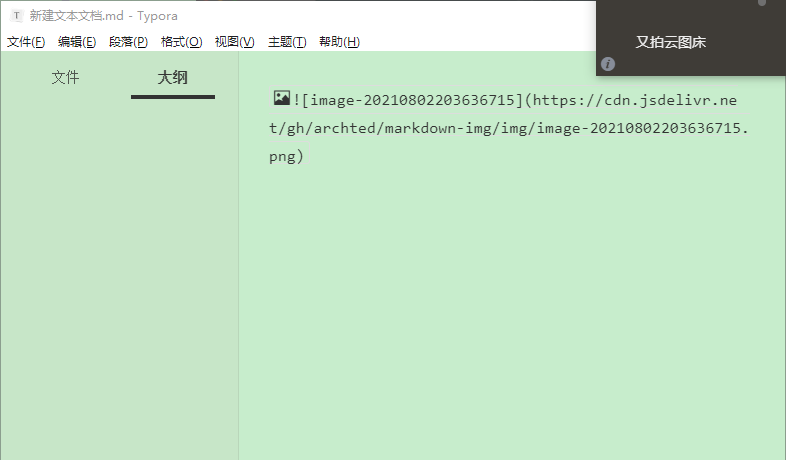 新建文本文档.md - Typora
文件(F) 编辑(E) 段落(P) 格式(O) 视图(V) 主题(T) 帮助(H)
又拍云图床
文件 大纲
![image-20210802203636715](https://cdn.jsdelivr.ne
t/gh/archted/markdown-img/img/image-20210802203636715.
png)